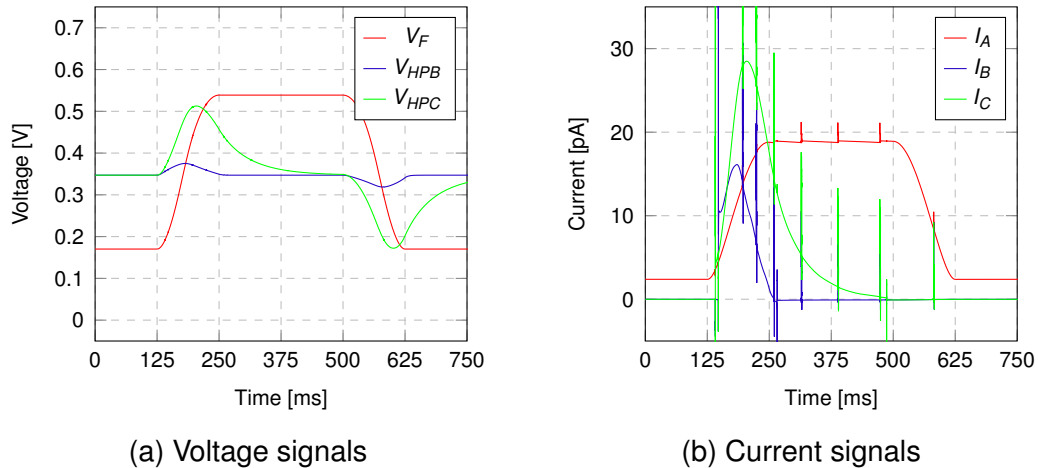 0.7
0.6
0.5
0.4
0.3
0.2
0.1
0
Voltage [V]
V_F
V_HPB
V_HPC
0 125 250 375 500 625 750
Time [ms]
(a) Voltage signals
30
20
10
0
Current [pA]
I_A
I_B
I_C
0 125 250 375 500 625 750
Time [ms]
(b) Current signals